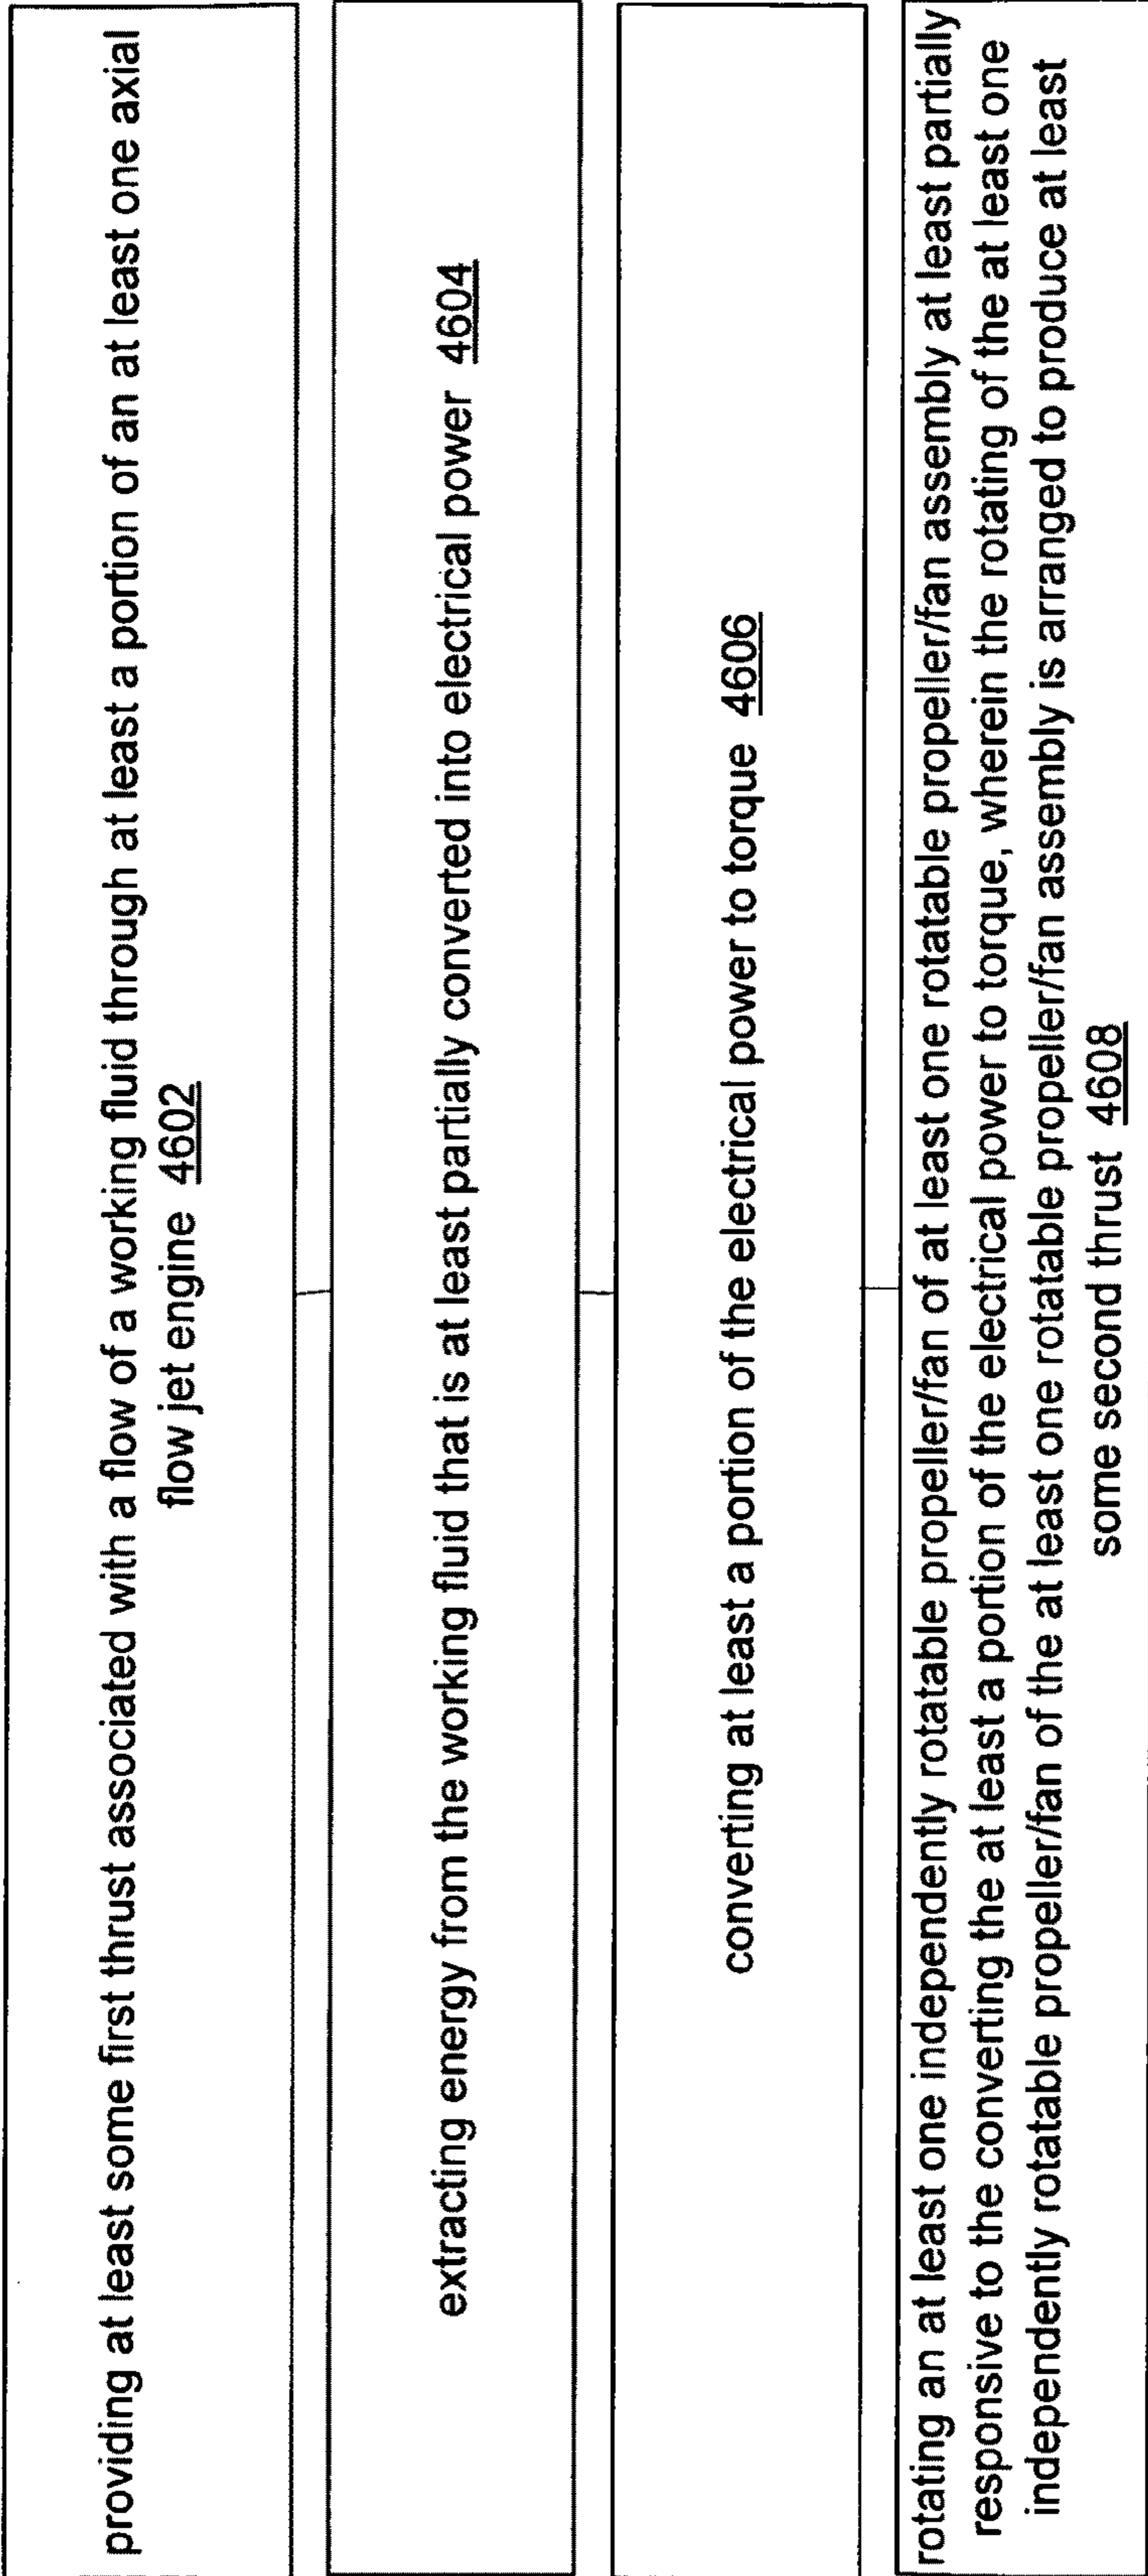 providing at least some first thrust associated with a flow of a working fluid through at least a portion of an at least one axial
flow jet engine 4602
extracting energy from the working fluid that is at least partially converted into electrical power 4604
converting at least a portion of the electrical power to torque 4606
rotating an at least one independently rotatable propeller/fan of at least one rotatable propeller/fan assembly at least partially
responsive to the converting the at least a portion of the electrical power to torque, wherein the rotating of the at least one
independently rotatable propeller/fan of the at least one rotatable propeller/fan assembly is arranged to produce at least
some second thrust 4608